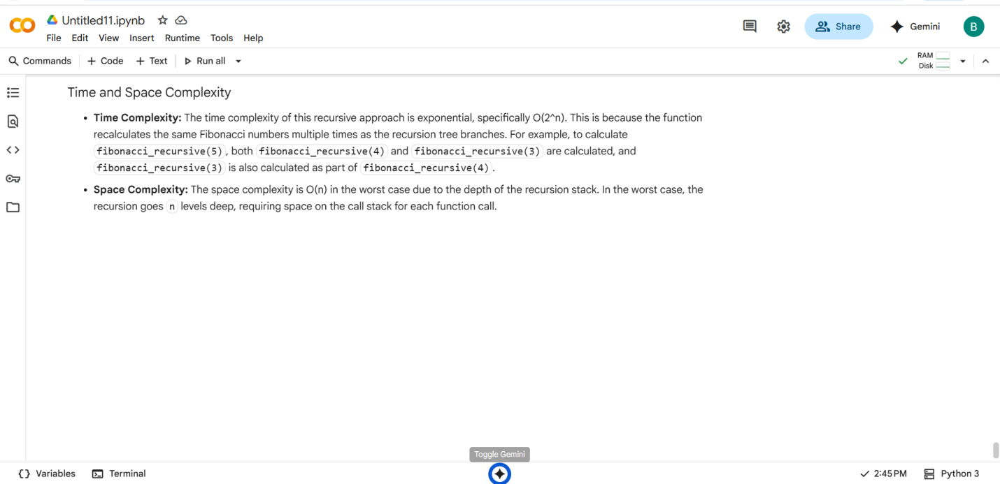 Untitled11.ipynb
File Edit View Insert Runtime Tools Help
Share
Gemini
B
Commands + Code + Text Run all
RAM
Disk
Time and Space Complexity
• Time Complexity: The time complexity of this recursive approach is exponential, specifically O(2^n). This is because the function
recalculates the same Fibonacci numbers multiple times as the recursion tree branches. For example, to calculate
fibonacci_recursive(5), both fibonacci_recursive(4) and fibonacci_recursive(3) are calculated, and
fibonacci_recursive(3) is also calculated as part of fibonacci_recursive(4).
• Space Complexity: The space complexity is O(n) in the worst case due to the depth of the recursion stack. In the worst case, the
recursion goes n levels deep, requiring space on the call stack for each function call.
Toggle Gemini
{} Variables
Terminal
2:45 PM
Python 3